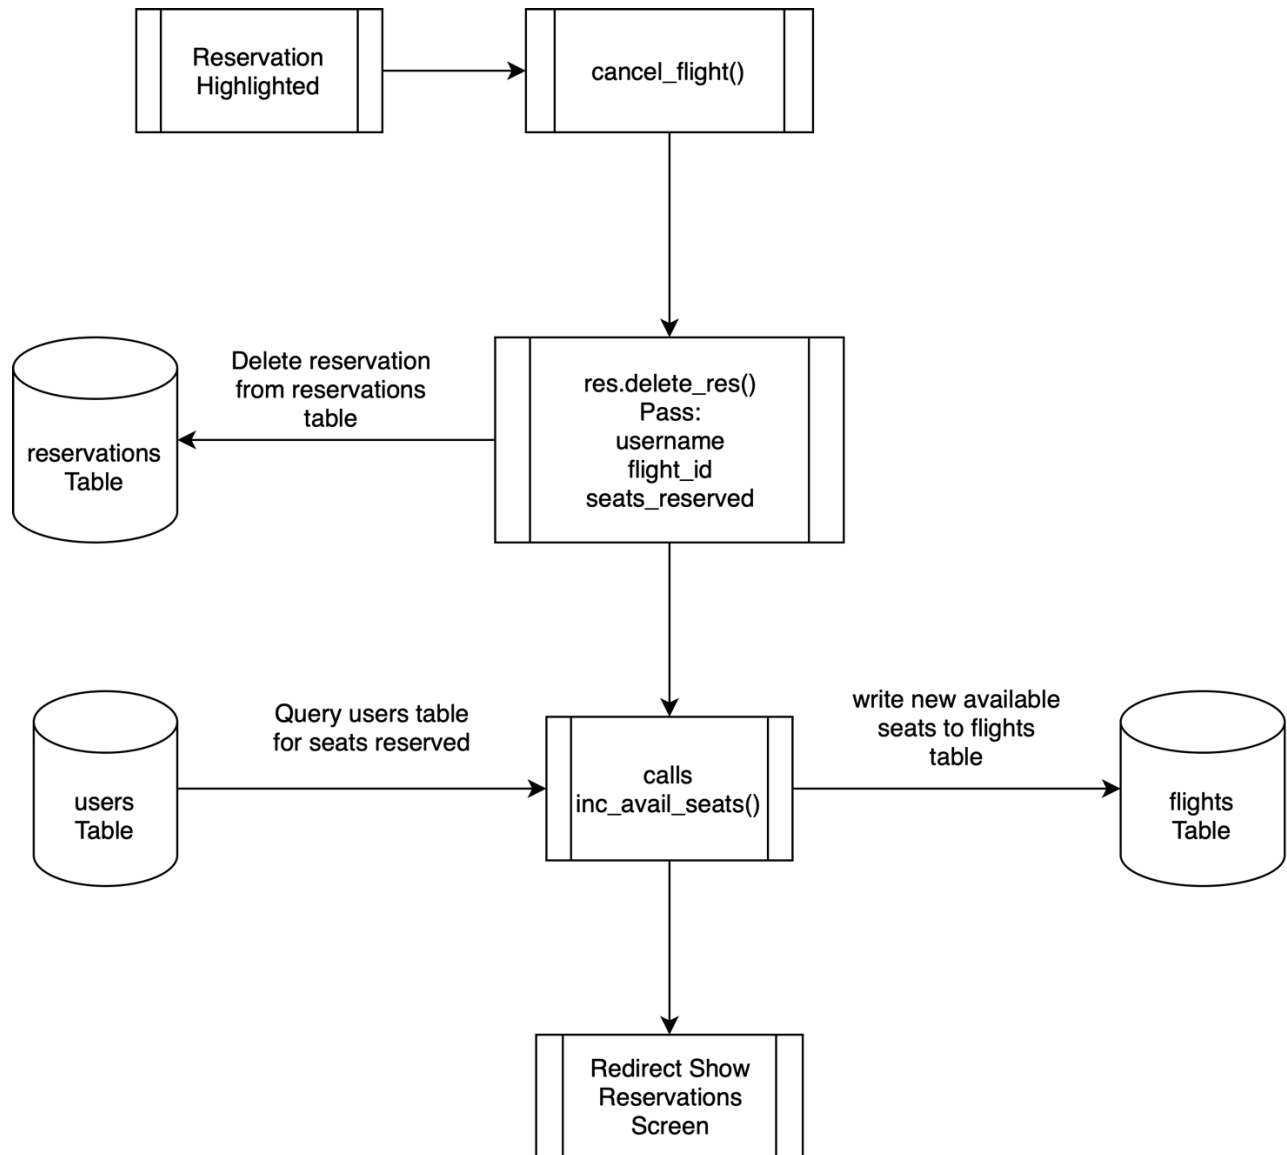 Reservation
Highlighted
cancel_flight()
Delete reservation
from reservations
table
reservations
Table
res.delete_res()
Pass:
username
flight_id
seats_reserved
users
Table
Query users table
for seats reserved
calls
inc_avail_seats()
write new available
seats to flights
table
flights
Table
Redirect Show
Reservations
Screen